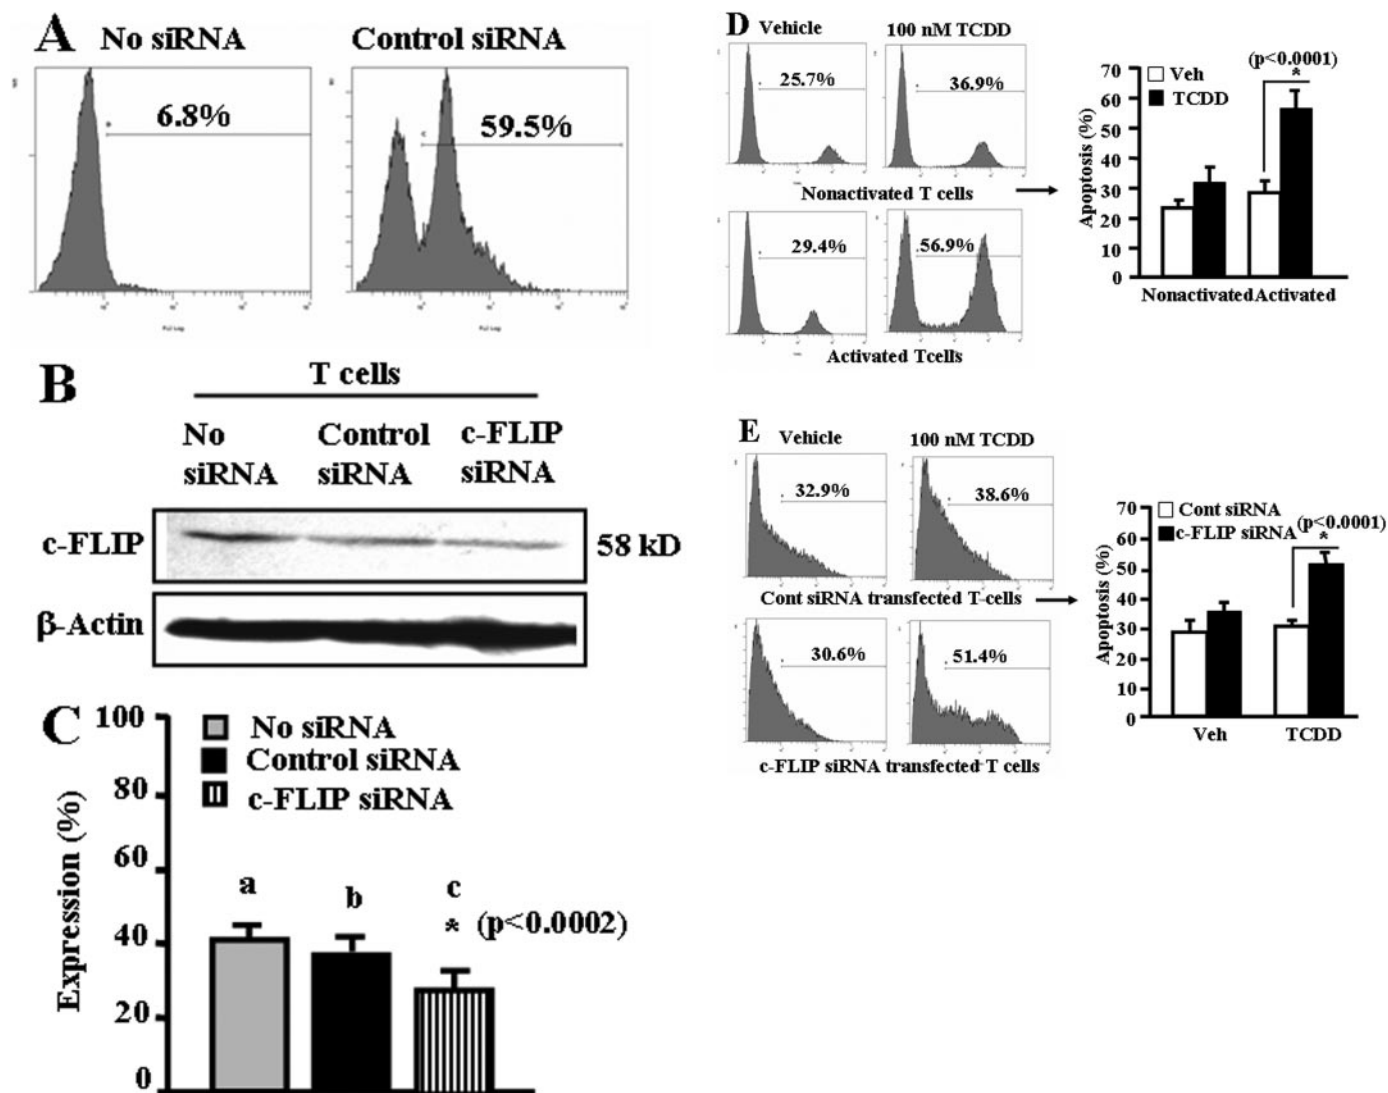 A
No siRNA
Control siRNA
6.8%
59.5%
B
T cells
No siRNA
Control siRNA
c-FLIP siRNA
c-FLIP
58 kD
β-Actin
C
Expression (%)
100
80
60
40
20
0
No siRNA
Control siRNA
c-FLIP siRNA
a
b
c
* (p<0.0002)
D
Vehicle
100 nM TCDD
25.7%
36.9%
Nonactivated T cells
29.4%
56.9%
Activated Tcells
Apoptosis (%)
70
60
50
40
30
20
10
0
Veh
TCDD
(p<0.0001)
*
Nonactivated
Activated
E
Vehicle
100 nM TCDD
32.9%
38.6%
Cont siRNA transfected T cells
30.6%
51.4%
c-FLIP siRNA transfected T cells
Apoptosis (%)
70
60
50
40
30
20
10
0
Cont siRNA
c-FLIP siRNA
(p<0.0001)
*
Veh
TCDD